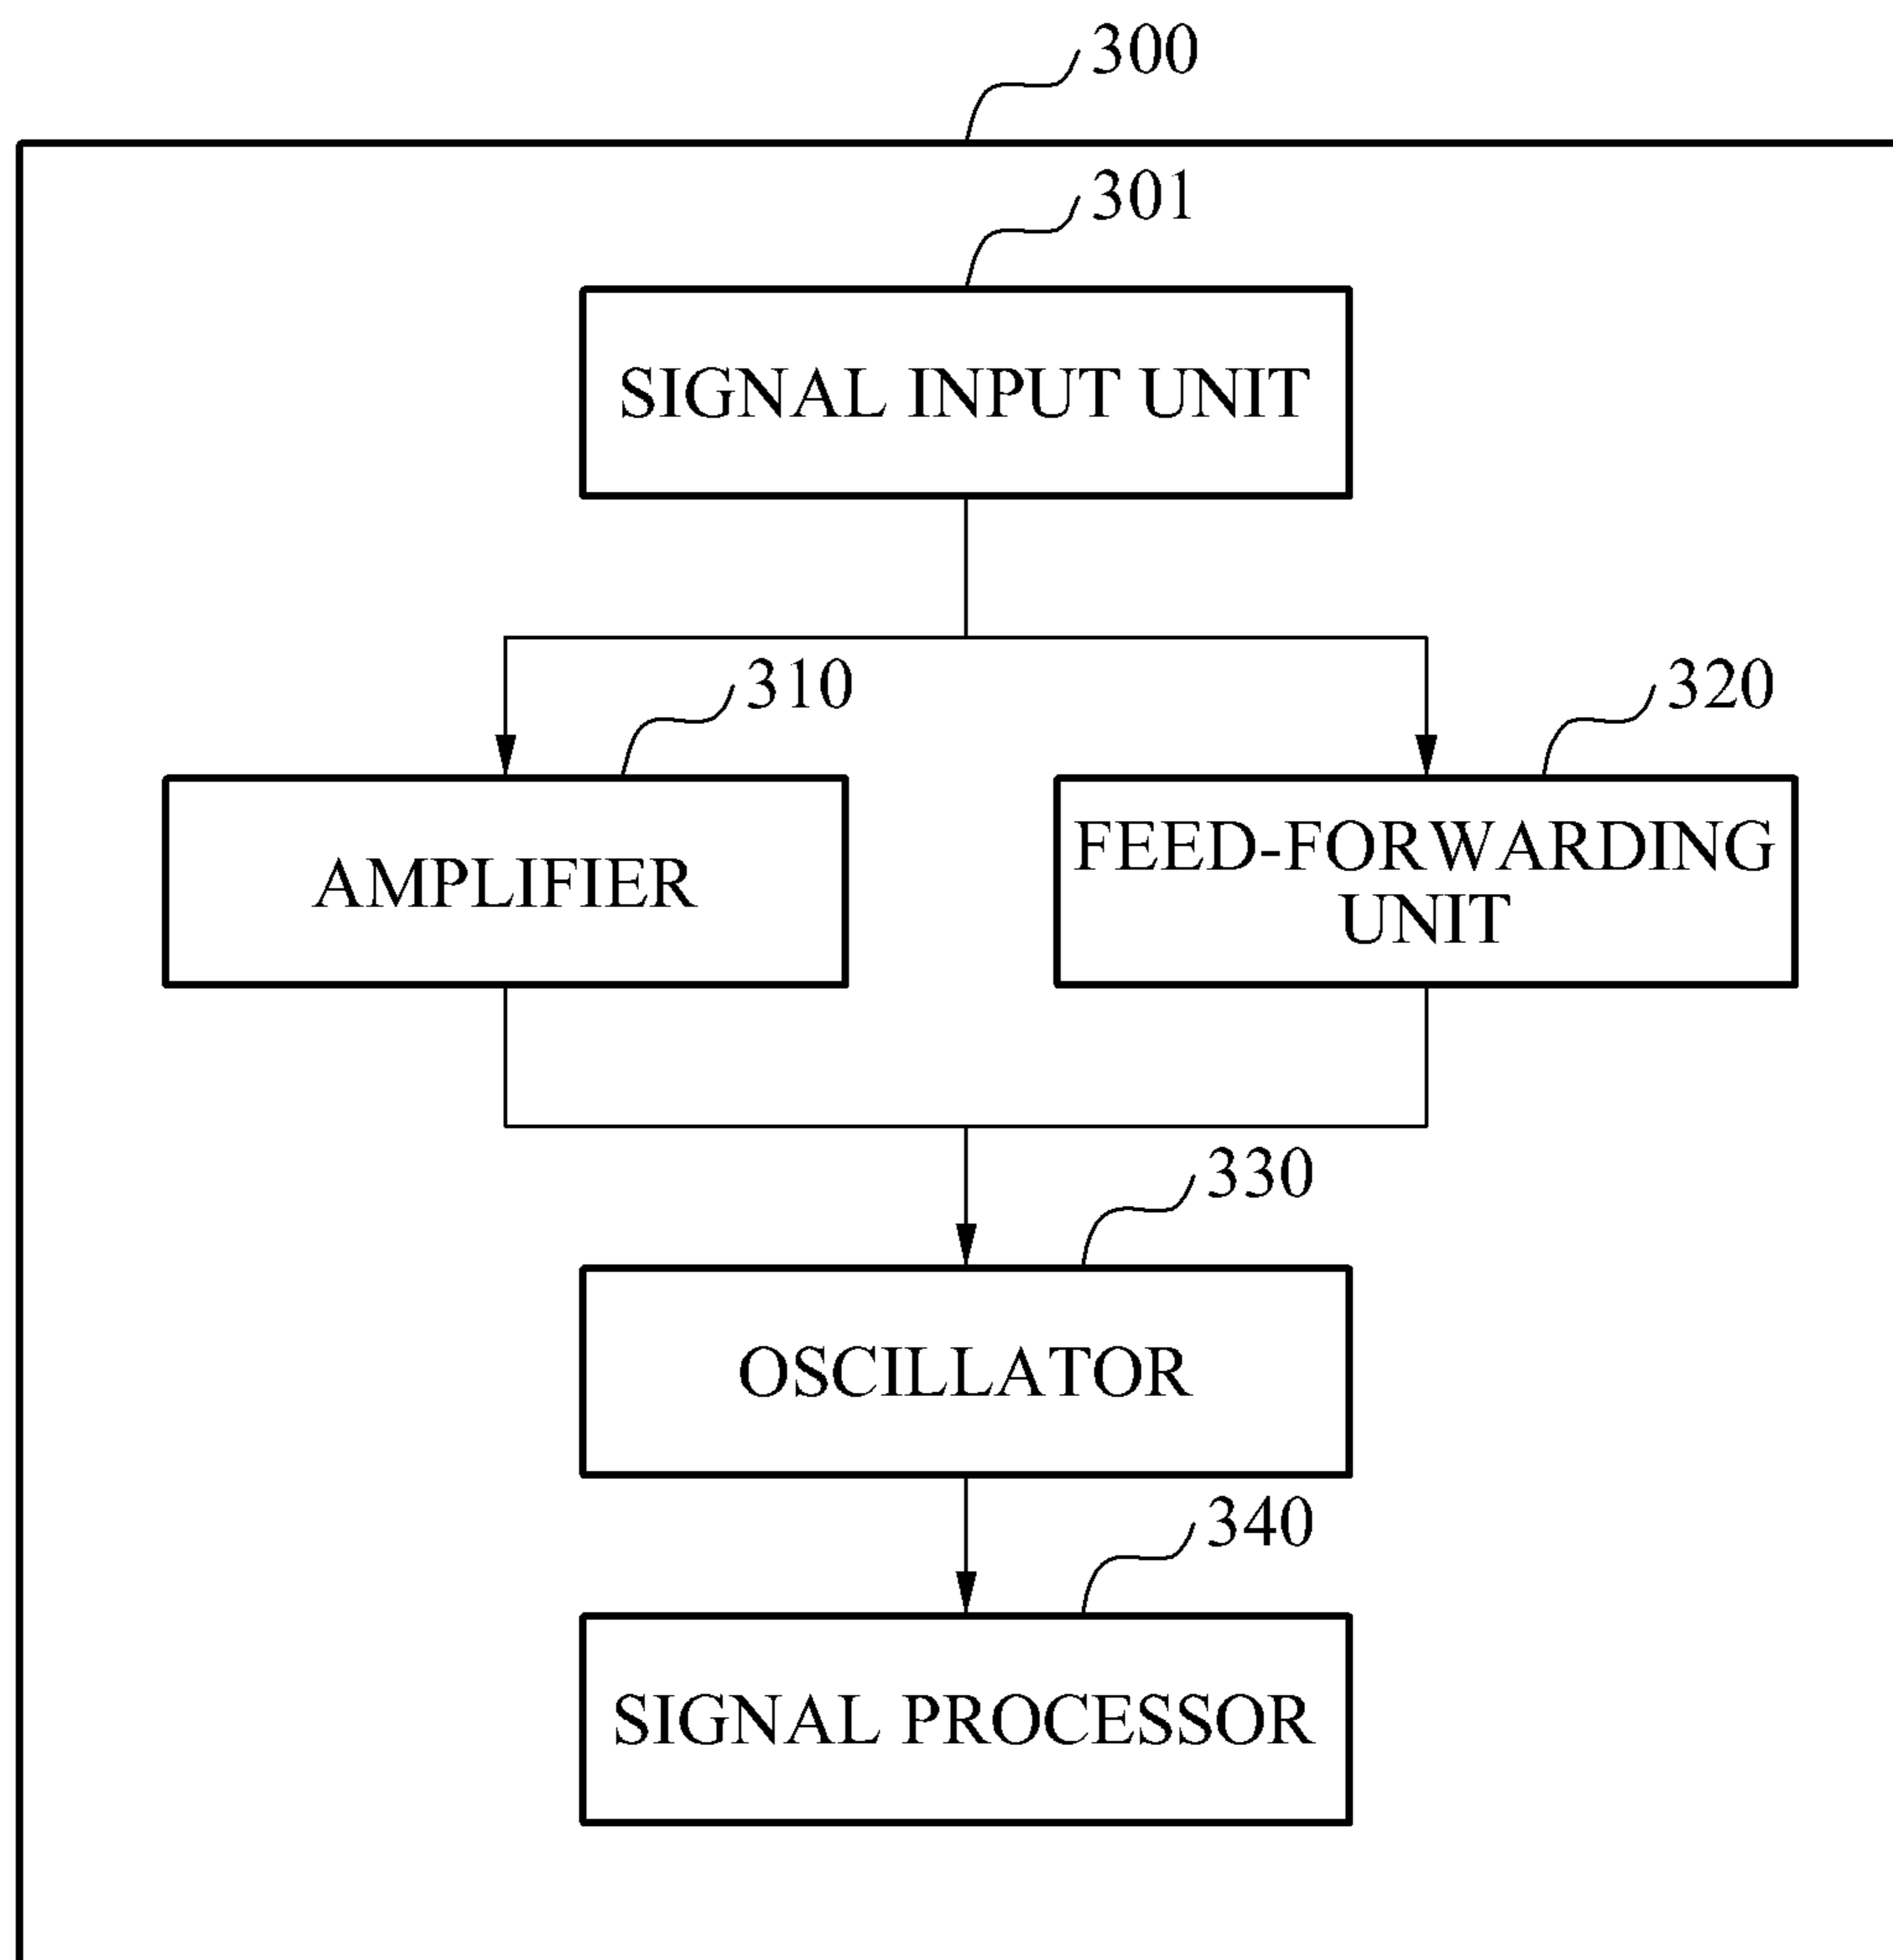 300
301
SIGNAL INPUT UNIT
310
320
AMPLIFIER
FEED-FORWARDING
UNIT
330
OSCILLATOR
340
SIGNAL PROCESSOR